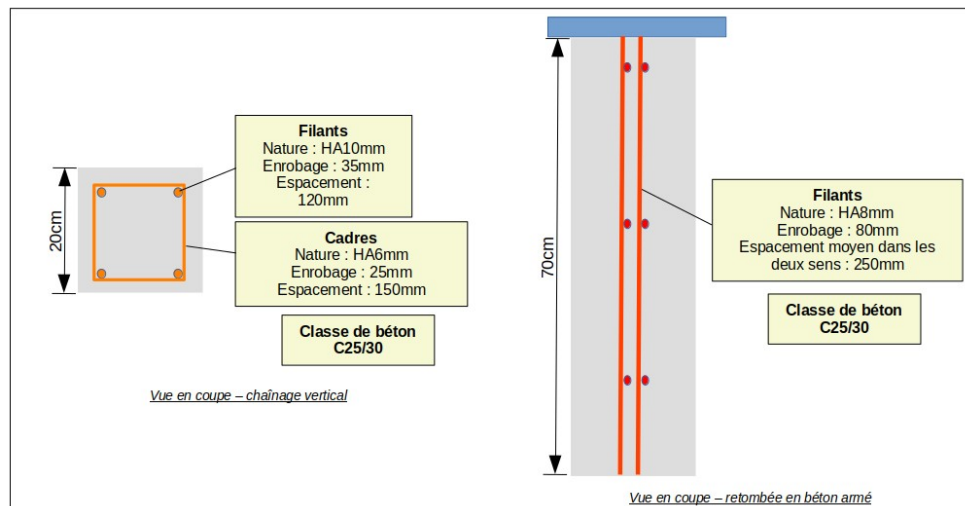 Filants
Nature : HA10mm
Enrobage : 35mm
Espacement :
120mm
20cm
Cadres
Nature : HA6mm
Enrobage : 25mm
Espacement : 150mm
Classe de béton
C25/30
Vue en coupe – chaînage vertical
70cm
Filants
Nature : HA8mm
Enrobage : 80mm
Espacement moyen dans les
deux sens : 250mm
Classe de béton
C25/30
Vue en coupe – retombée en béton armé